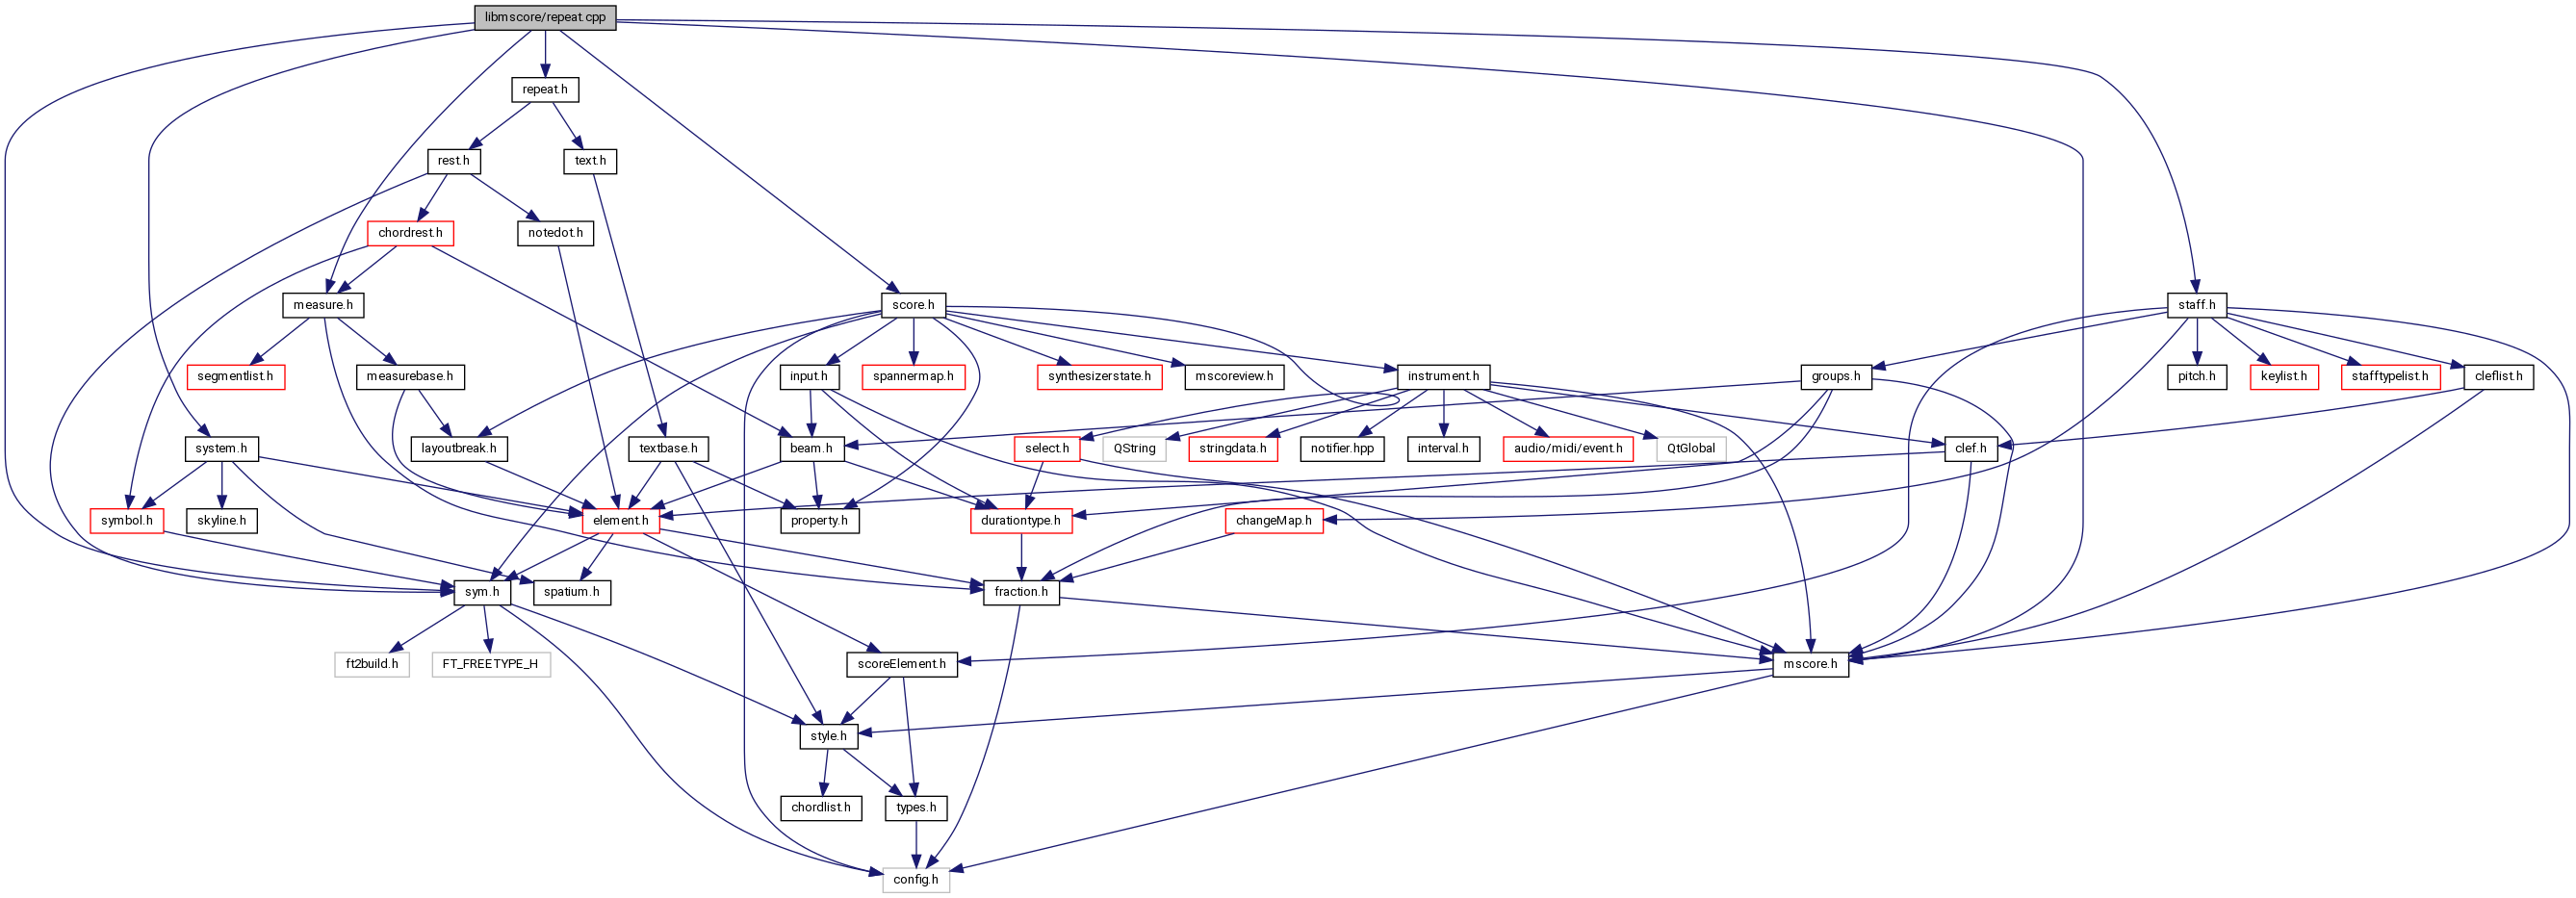 libmscore/repeat.cpp
repeat.h
rest.h
text.h
chordrest.h
notedot.h
measure.h
score.h
staff.h
segmentlist.h
measurebase.h
input.h
spannermap.h
synthesizerstate.h
mscoreview.h
instrument.h
groups.h
pitch.h
keylist.h
stafftypelist.h
cleflist.h
system.h
layoutbreak.h
textbase.h
beam.h
select.h
QString
stringdata.h
notifier.hpp
interval.h
audio/midi/event.h
QtGlobal
clef.h
symbol.h
skyline.h
element.h
property.h
durationtype.h
changeMap.h
sym.h
spatium.h
fraction.h
ft2build.h
FT_FREETYPE_H
scoreElement.h
mscore.h
style.h
chordlist.h
types.h
config.h